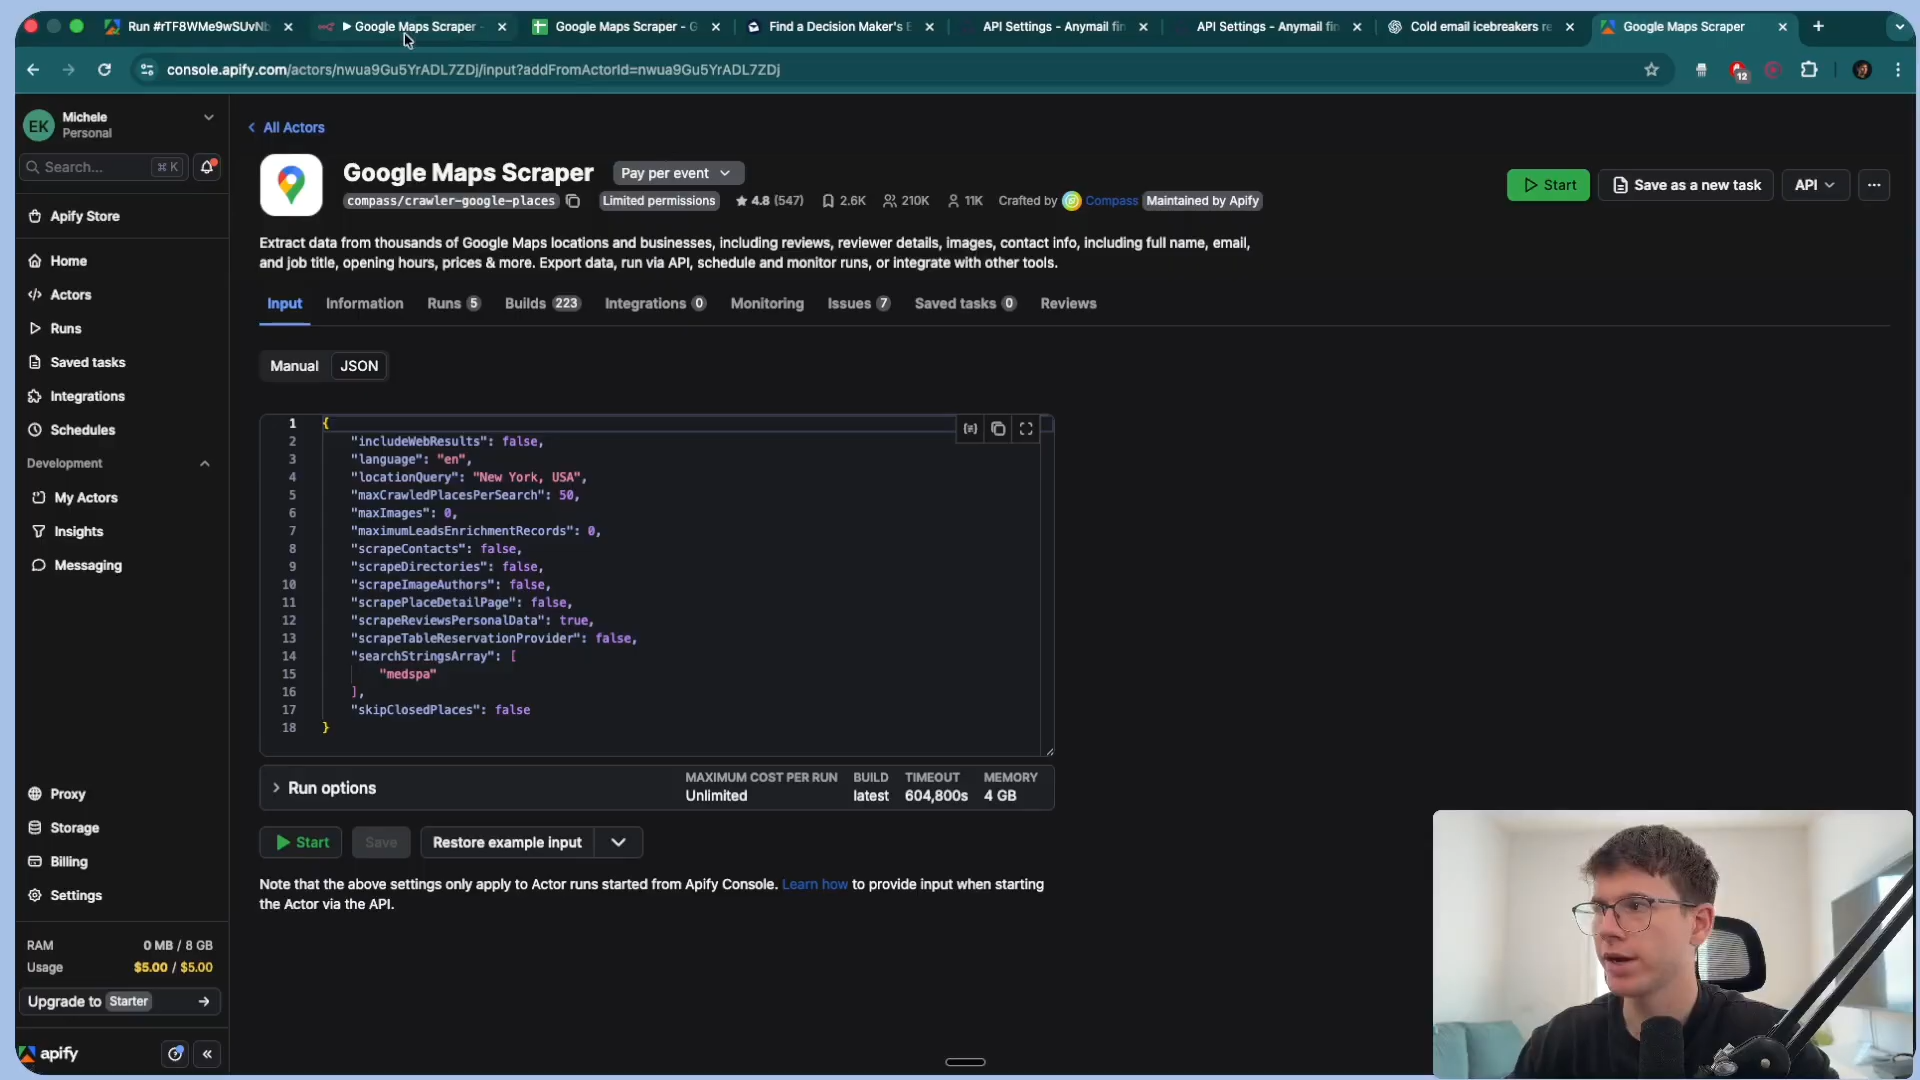 Run #rTF8WMe9wSUvNb
Google Maps Scraper -
Google Maps Scraper - G
Find a Decision Maker's E
API Settings - Anymail fin
API Settings - Anymail fin
Cold email icebreakers re
Google Maps Scraper
console.apify.com/actors/nwua9Gu5YrADL7ZDj/input?addFromActorId=nwua9Gu5YrADL7ZDj
12
EK
Michele
Personal
Search...
⌘ K
Apify Store
Home
Actors
Runs
Saved tasks
Integrations
Schedules
Development
My Actors
Insights
Messaging
Proxy
Storage
Billing
Settings
RAM 0 MB / 8 GB
Usage $5.00 / $5.00
Upgrade to Starter
apify
All Actors
Google Maps Scraper
Pay per event
compass/crawler-google-places
Limited permissions
4.8 (547)
2.6K
210K
11K
Crafted by Compass
Maintained by Apify
Start
Save as a new task
API
Extract data from thousands of Google Maps locations and businesses, including reviews, reviewer details, images, contact info, including full name, email,
and job title, opening hours, prices & more. Export data, run via API, schedule and monitor runs, or integrate with other tools.
Input
Information
Runs 5
Builds 223
Integrations 0
Monitoring
Issues 7
Saved tasks 0
Reviews
Manual
JSON
1 {
2 "includeWebResults": false,
3 "language": "en",
4 "locationQuery": "New York, USA",
5 "maxCrawledPlacesPerSearch": 50,
6 "maxImages": 0,
7 "maximumLeadsEnrichmentRecords": 0,
8 "scrapeContacts": false,
9 "scrapeDirectories": false,
10 "scrapeImageAuthors": false,
11 "scrapePlaceDetailPage": false,
12 "scrapeReviewsPersonalData": true,
13 "scrapeTableReservationProvider": false,
14 "searchStringsArray": [
15 "medspa"
16 ],
17 "skipClosedPlaces": false
18 }
Run options
MAXIMUM COST PER RUN
Unlimited
BUILD
latest
TIMEOUT
604,800s
MEMORY
4 GB
Start
Save
Restore example input
Note that the above settings only apply to Actor runs started from Apify Console. Learn how to provide input when starting
the Actor via the API.